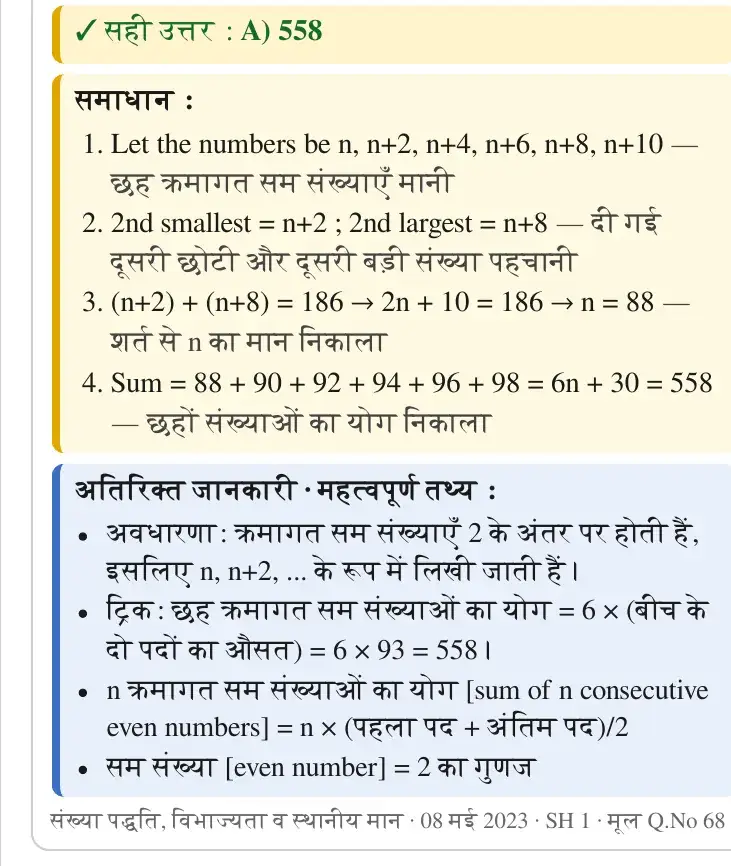 ✓ सही उत्तर : A) 558
समाधान :
1. Let the numbers be n, n+2, n+4, n+6, n+8, n+10 —
छह क्रमागत सम संख्याएँ मानी
2. 2nd smallest = n+2 ; 2nd largest = n+8 — दी गई
दूसरी छोटी और दूसरी बड़ी संख्या पहचानी
3. (n+2) + (n+8) = 186 → 2n + 10 = 186 → n = 88 —
शर्त से n का मान निकाला
4. Sum = 88 + 90 + 92 + 94 + 96 + 98 = 6n + 30 = 558
— छहों संख्याओं का योग निकाला
अतिरिक्त जानकारी · महत्वपूर्ण तथ्य :
• अवधारणा : क्रमागत सम संख्याएँ 2 के अंतर पर होती हैं,
इसलिए n, n+2, ... के रूप में लिखी जाती हैं।
• ट्रिक : छह क्रमागत सम संख्याओं का योग = 6 × (बीच के
दो पदों का औसत) = 6 × 93 = 558।
• n क्रमागत सम संख्याओं का योग [sum of n consecutive
even numbers] = n × (पहला पद + अंतिम पद)/2
• सम संख्या [even number] = 2 का गुणज
संख्या पद्धति, विभाज्यता व स्थानीय मान · 08 मई 2023 · SH 1 · मूल Q.No 68